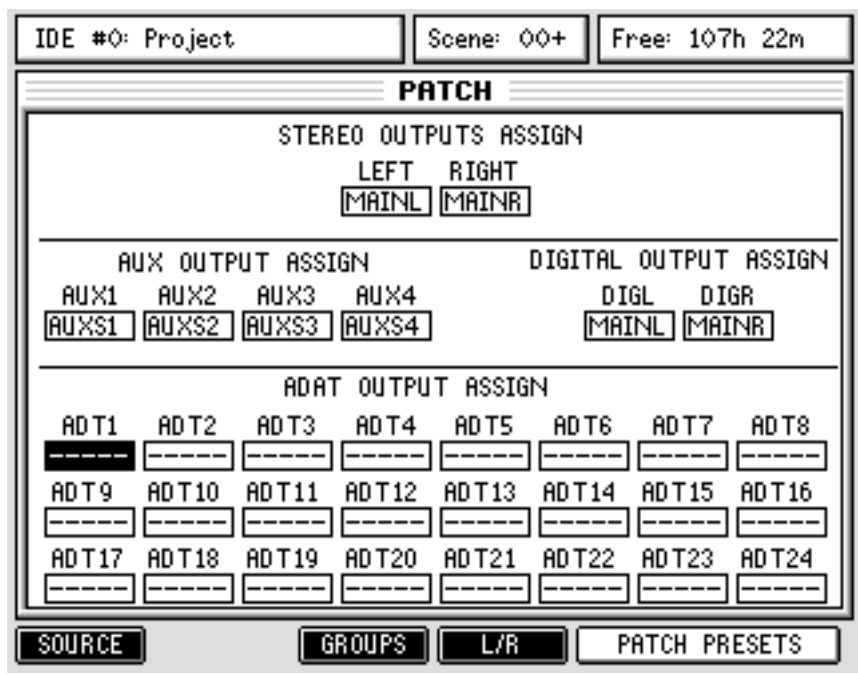 IDE #0: Project Scene: 00+ Free: 107h 22m
PATCH
STEREO OUTPUTS ASSIGN
LEFT RIGHT
MAINL MAINR
AUX OUTPUT ASSIGN DIGITAL OUTPUT ASSIGN
AUX1 AUX2 AUX3 AUX4 DIGL DIGR
AUXS1 AUXS2 AUXS3 AUXS4 MAINL MAINR
ADAT OUTPUT ASSIGN
ADT1 ADT2 ADT3 ADT4 ADT5 ADT6 ADT7 ADT8
----- ----- ----- ----- ----- ----- ----- -----
ADT9 ADT10 ADT11 ADT12 ADT13 ADT14 ADT15 ADT16
----- ----- ----- ----- ----- ----- ----- -----
ADT17 ADT18 ADT19 ADT20 ADT21 ADT22 ADT23 ADT24
----- ----- ----- ----- ----- ----- ----- -----
SOURCE GROUPS L/R PATCH PRESETS